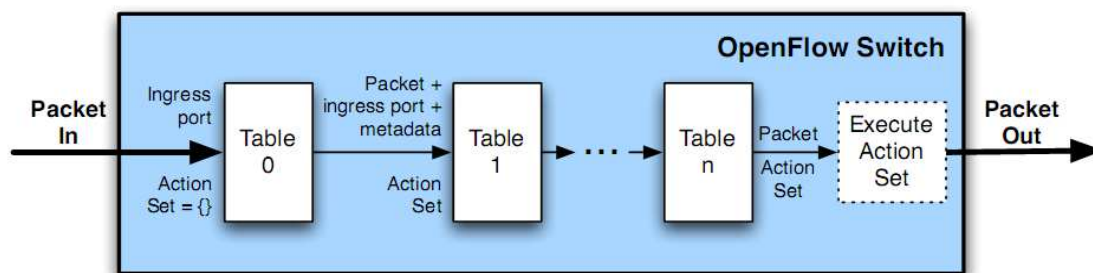 OpenFlow Switch
Packet
In
Ingress
port
Action
Set = {}
Table
0
Packet +
ingress port +
metadata
Action
Set
Table
1
...
Table
n
Packet
Action
Set
Execute
Action
Set
Packet
Out